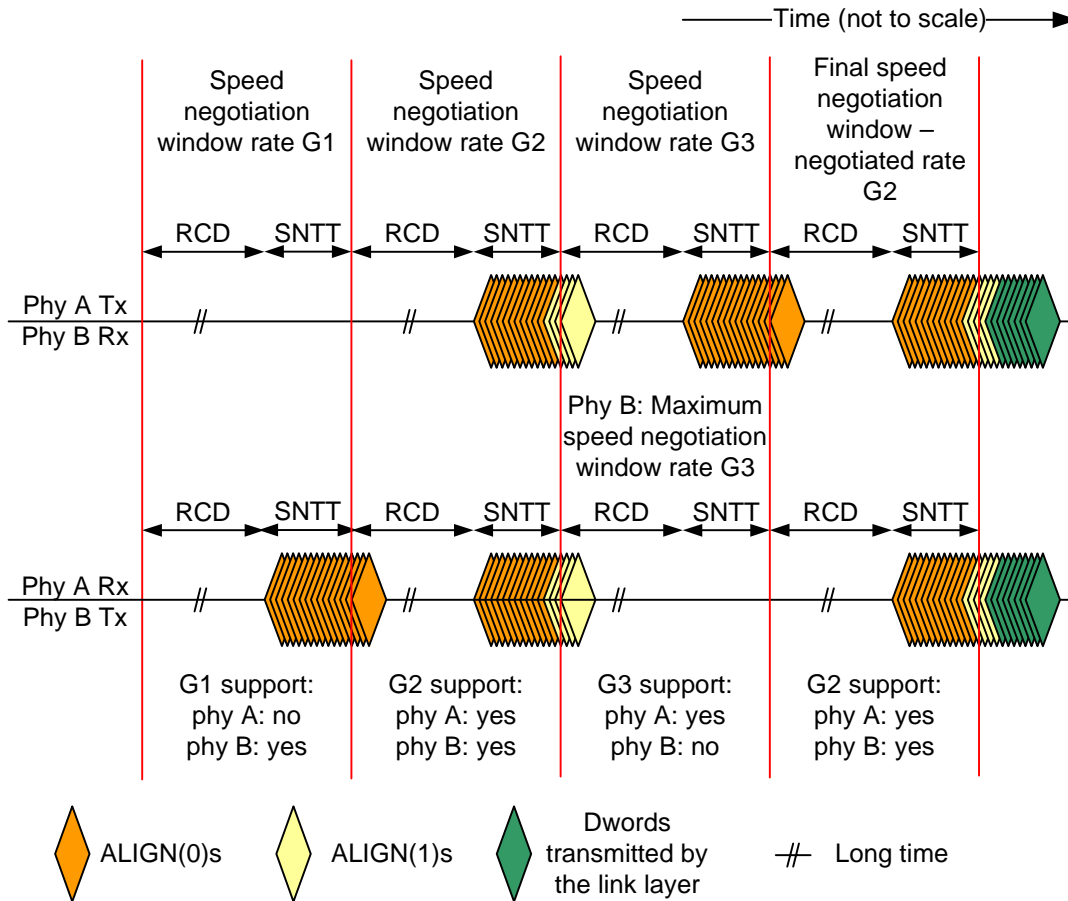 Time (not to scale)
Speed
negotiation
window rate G1
Speed
negotiation
window rate G2
Speed
negotiation
window rate G3
Final speed
negotiation
window –
negotiated rate
G2
RCD SNTT RCD SNTT RCD SNTT RCD SNTT
Phy A Tx
Phy B Rx
Phy B: Maximum
speed negotiation
window rate G3
RCD SNTT RCD SNTT RCD SNTT RCD SNTT
Phy A Rx
Phy B Tx
G1 support:
phy A: no
phy B: yes
G2 support:
phy A: yes
phy B: yes
G3 support:
phy A: yes
phy B: no
G2 support:
phy A: yes
phy B: yes
ALIGN(0)s
ALIGN(1)s
Dwords
transmitted by
the link layer
Long time